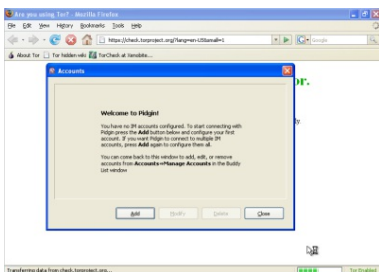 Are you using Tor? - Mozilla Firefox
File Edit View History Bookmarks Tools Help
https://check.torproject.org/?lang=en-US&small=1
Google
About Tor Tor hidden wiki TorCheck at Xenobite...
Accounts
or.
Welcome to Pidgin!
You have no IM accounts configured. To start connecting with
Pidgin press the Add button below and configure your first
account. If you want Pidgin to connect to multiple IM
accounts, press Add again to configure them all.
You can come back to this window to add, edit, or remove
accounts from Accounts->Manage Accounts in the Buddy
List window
Add Modify Delete Close
Transferring data from check.torproject.org...
Tor Enabled